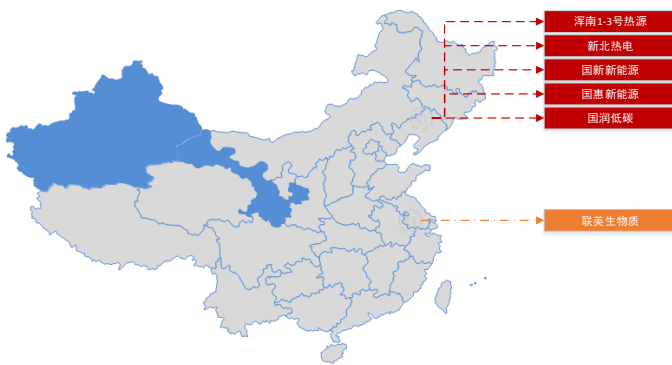 浑南1-3号热源
新北热电
国新新能源
国惠新能源
国润低碳
联美生物质